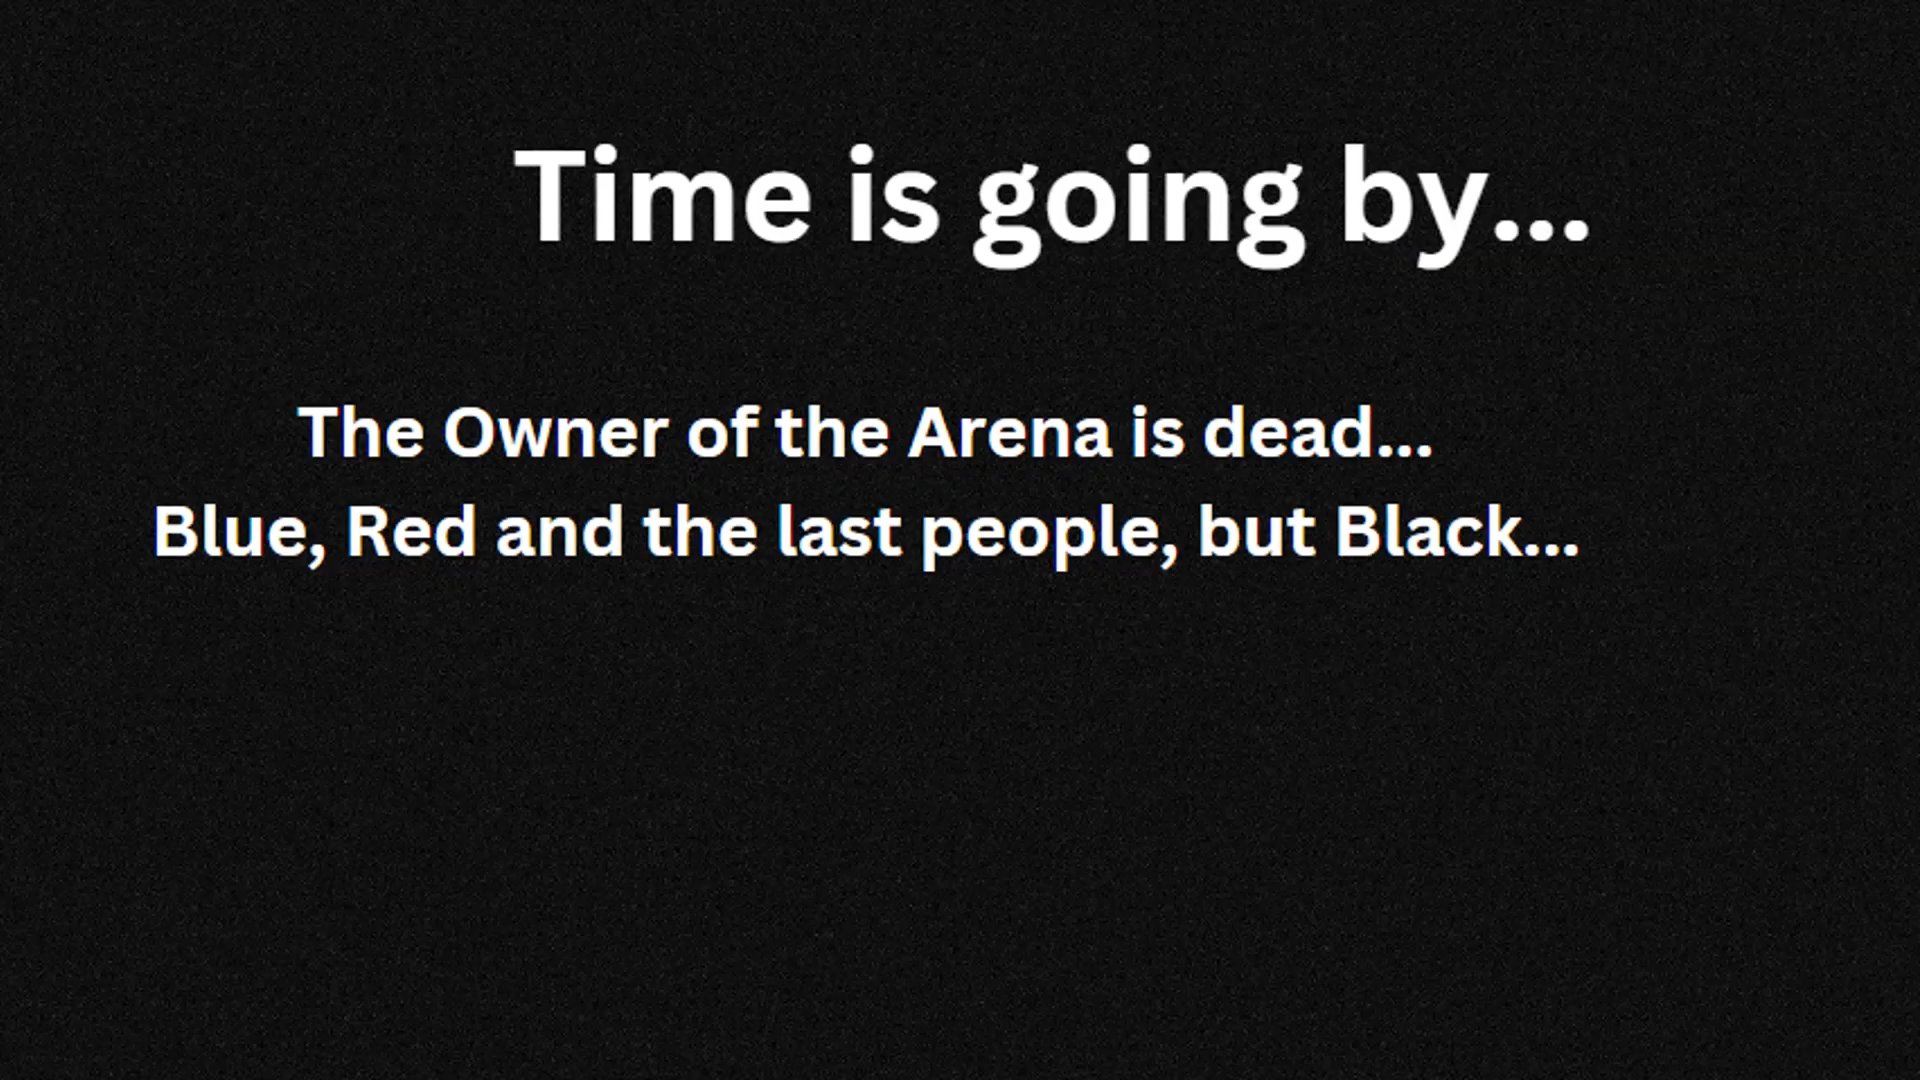 Time is going by...
The Owner of the Arena is dead...
Blue, Red and the last people, but Black...